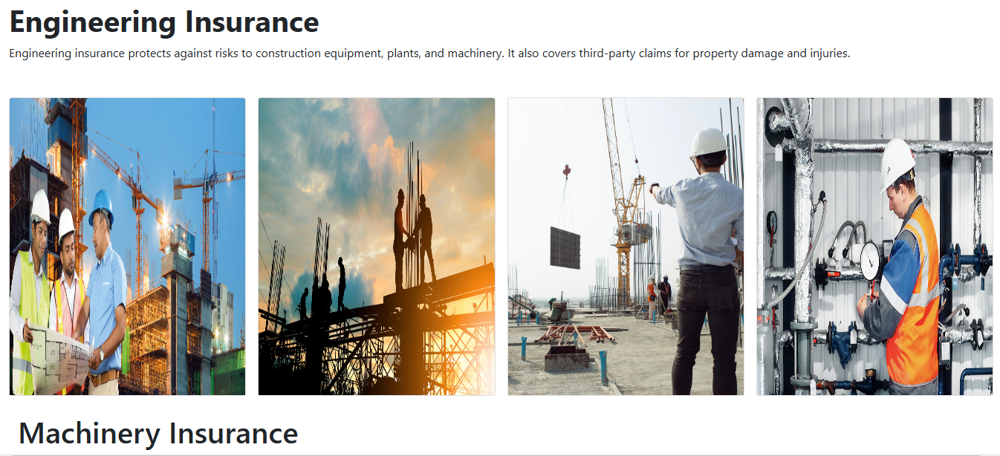 Engineering Insurance
Engineering insurance protects against risks to construction equipment, plants, and machinery. It also covers third-party claims for property damage and injuries.
Machinery Insurance